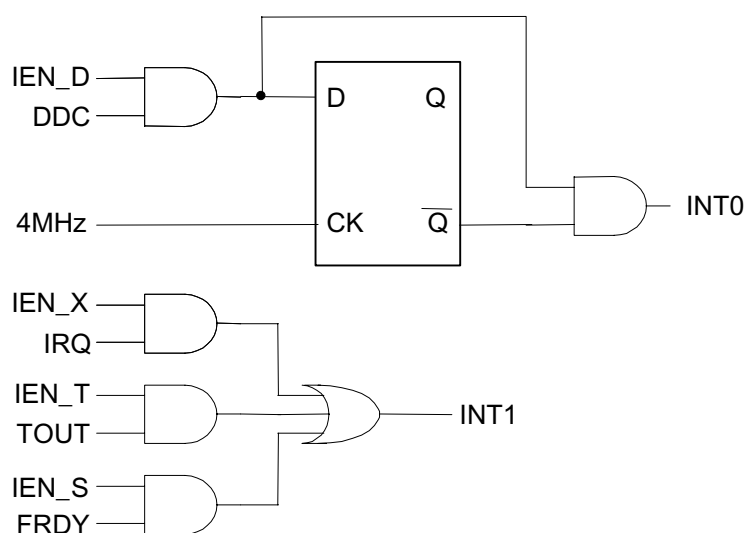 IEN_D
DDC
D
Q
4MHz
CK
Q
INT0
IEN_X
IRQ
IEN_T
TOUT
INT1
IEN_S
FRDY